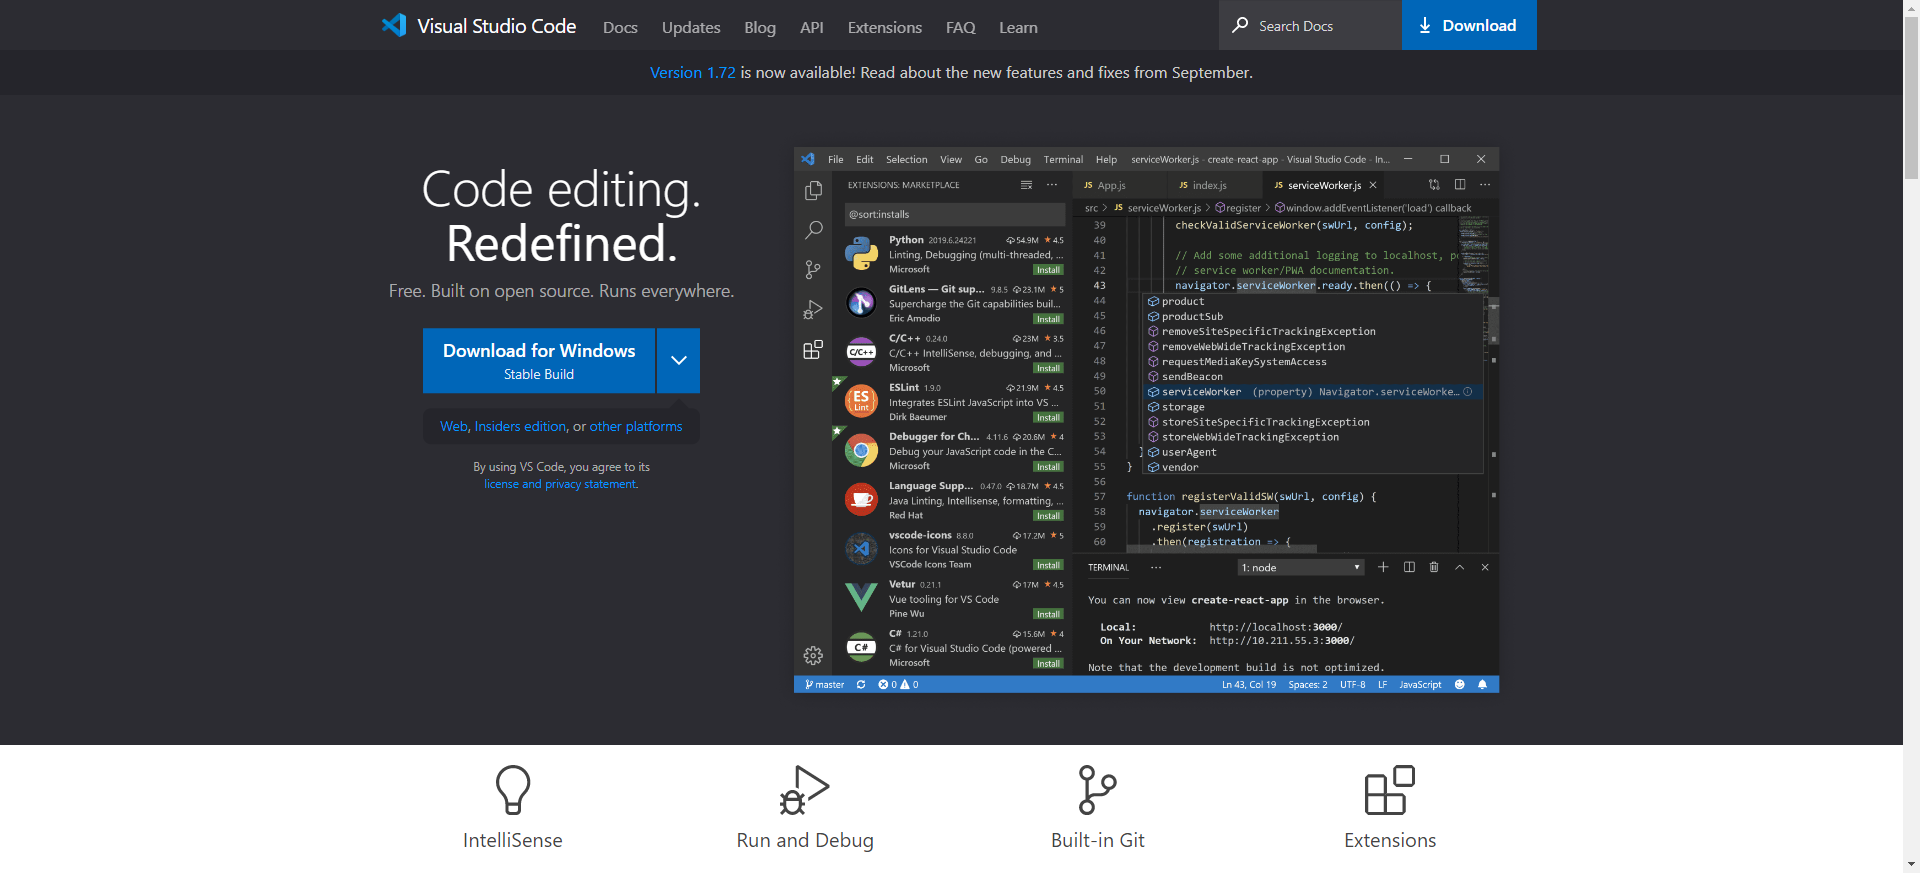 Visual Studio Code Docs Updates Blog API Extensions FAQ Learn Search Docs Download
Version 1.72 is now available! Read about the new features and fixes from September.
Code editing.
Redefined.
Free. Built on open source. Runs everywhere.
Download for Windows
Stable Build
Web, Insiders edition, or other platforms
By using VS Code, you agree to its
license and privacy statement.
File Edit Selection View Go Debug Terminal Help serviceWorker.js - create-react-app - Visual Studio Code - In...
EXTENSIONS: MARKETPLACE
@sort:installs
Python 2019.6.24221 54.9M 4.5
Linting, Debugging (multi-threaded, ...
Microsoft Install
GitLens — Git sup... 9.8.5 23.1M 5
Supercharge the Git capabilities buil...
Eric Amodio Install
C/C++
C/C++ 0.24.0 23M 3.5
C/C++ IntelliSense, debugging, and ...
Microsoft Install
ES
Lint
ESLint 1.9.0 21.9M 4.5
Integrates ESLint JavaScript into VS ...
Dirk Baeumer Install
Debugger for Ch... 4.11.6 20.6M 4
Debug your JavaScript code in the C...
Microsoft Install
Language Supp... 0.47.0 18.7M 4.5
Java Linting, Intellisense, formatting, ...
Red Hat Install
vscode-icons 8.8.0 17.2M 5
Icons for Visual Studio Code
VSCode Icons Team Install
Vetur 0.21.1 17M 4.5
Vue tooling for VS Code
Pine Wu Install
C#
C# 1.21.0 15.6M 4
C# for Visual Studio Code (powered ...
Microsoft Install
JS App.js JS index.js JS serviceWorker.js
src > JS serviceWorker.js > register > window.addEventListener('load') callback
39 checkValidServiceWorker(swUrl, config);
40
41 // Add some additional logging to localhost, p
42 // service worker/PWA documentation.
43 navigator.serviceWorker.ready.then(() => {
44 product
45 productSub
46 removeSiteSpecificTrackingException
47 removeWebWideTrackingException
48 requestMediaKeySystemAccess
49 sendBeacon
50 serviceWorker (property) Navigator.serviceWorke...
51 storage
52 storeSiteSpecificTrackingException
53 storeWebWideTrackingException
54 } userAgent
55 } vendor
56
57 function registerValidSW(swUrl, config) {
58 navigator.serviceWorker
59 .register(swUrl)
60 .then(registration => {
TERMINAL ... 1: node
You can now view create-react-app in the browser.
Local: http://localhost:3000/
On Your Network: http://10.211.55.3:3000/
Note that the development build is not optimized.
master 0 0 Ln 43, Col 19 Spaces: 2 UTF-8 LF JavaScript
IntelliSense Run and Debug Built-in Git Extensions